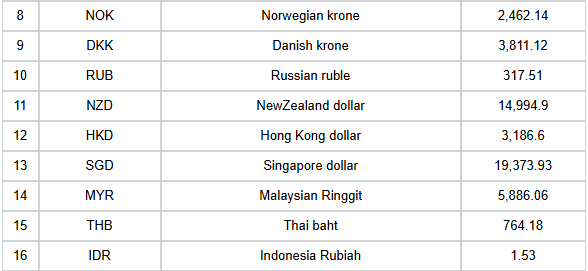 8 NOK Norwegian krone 2,462.14
9 DKK Danish krone 3,811.12
10 RUB Russian ruble 317.51
11 NZD NewZealand dollar 14,994.9
12 HKD Hong Kong dollar 3,186.6
13 SGD Singapore dollar 19,373.93
14 MYR Malaysian Ringgit 5,886.06
15 THB Thai baht 764.18
16 IDR Indonesia Rubiah 1.53